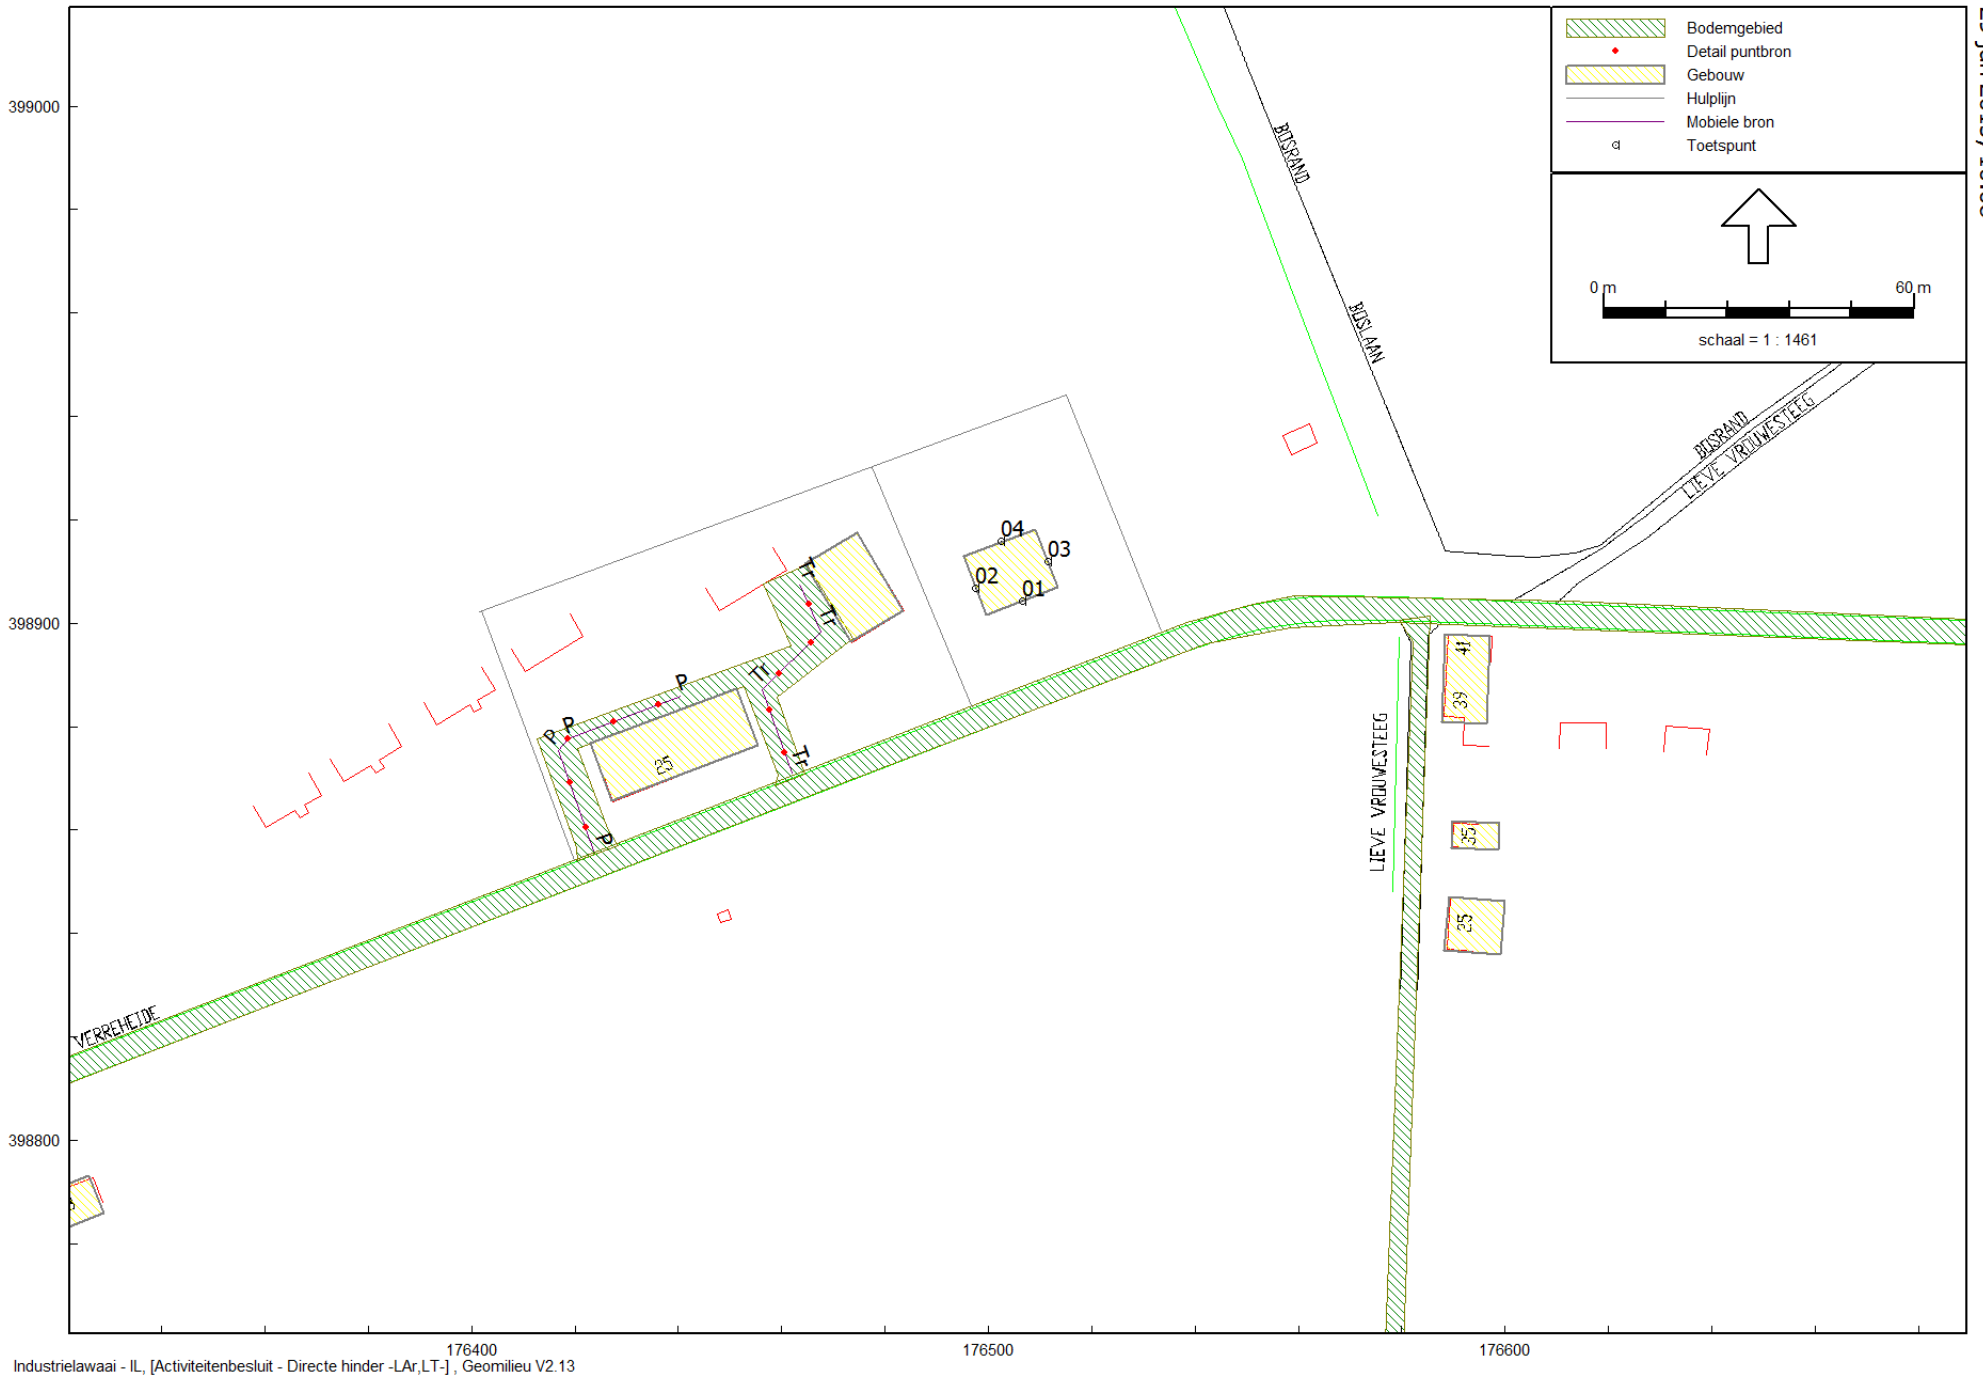 Bodemgebied
Detail puntbron
Gebouw
Hulplijn
Mobiele bron
Toetspunt
0 m
60 m
schaal = 1 : 1461
399000
398900
398800
176400
176500
176600
BOSRAND
BOSLAAN
BOSRAND
LIEVE VROUWESTEEG
LIEVE VROUWESTEEG
VERREHEIDE
04
03
02
01
Tr
Tr
Tr
Tr
P
P
P
P
25
41
39
35
25
Industrielawaai - IL, [Activiteitenbesluit - Directe hinder -LAr,LT-] , Geomilieu V2.13